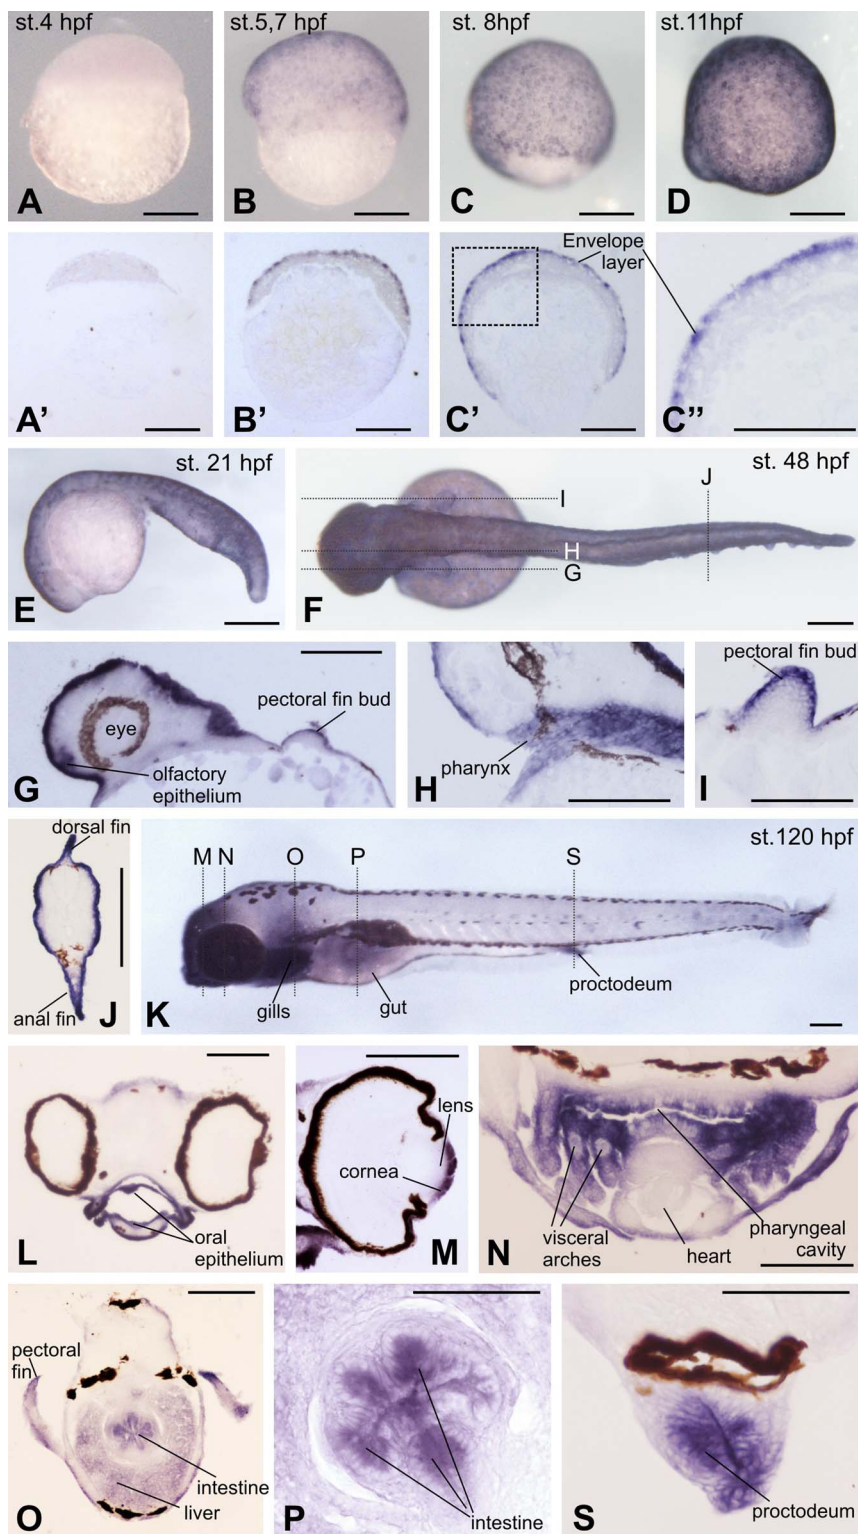 st.4 hpf
st.5,7 hpf
st. 8hpf
st.11hpf
A
B
C
D
Envelope
layer
A'
B'
C'
C"
st. 21 hpf
st. 48 hpf
J
I
H
G
E
F
pectoral fin bud
pectoral fin bud
eye
olfactory
epithelium
pharynx
G
H
I
dorsal fin
st.120 hpf
M N O P S
anal fin
J
K
gills
gut
proctodeum
lens
cornea
oral
epithelium
visceral
arches
heart
pharyngeal
cavity
L
M
N
pectoral
fin
intestine
liver
intestine
proctodeum
O
P
S